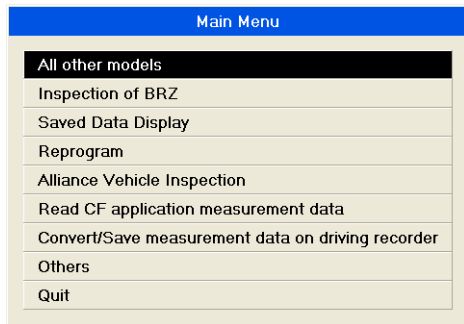 Main Menu
All other models
Inspection of BRZ
Saved Data Display
Reprogram
Alliance Vehicle Inspection
Read CF application measurement data
Convert/Save measurement data on driving recorder
Others
Quit